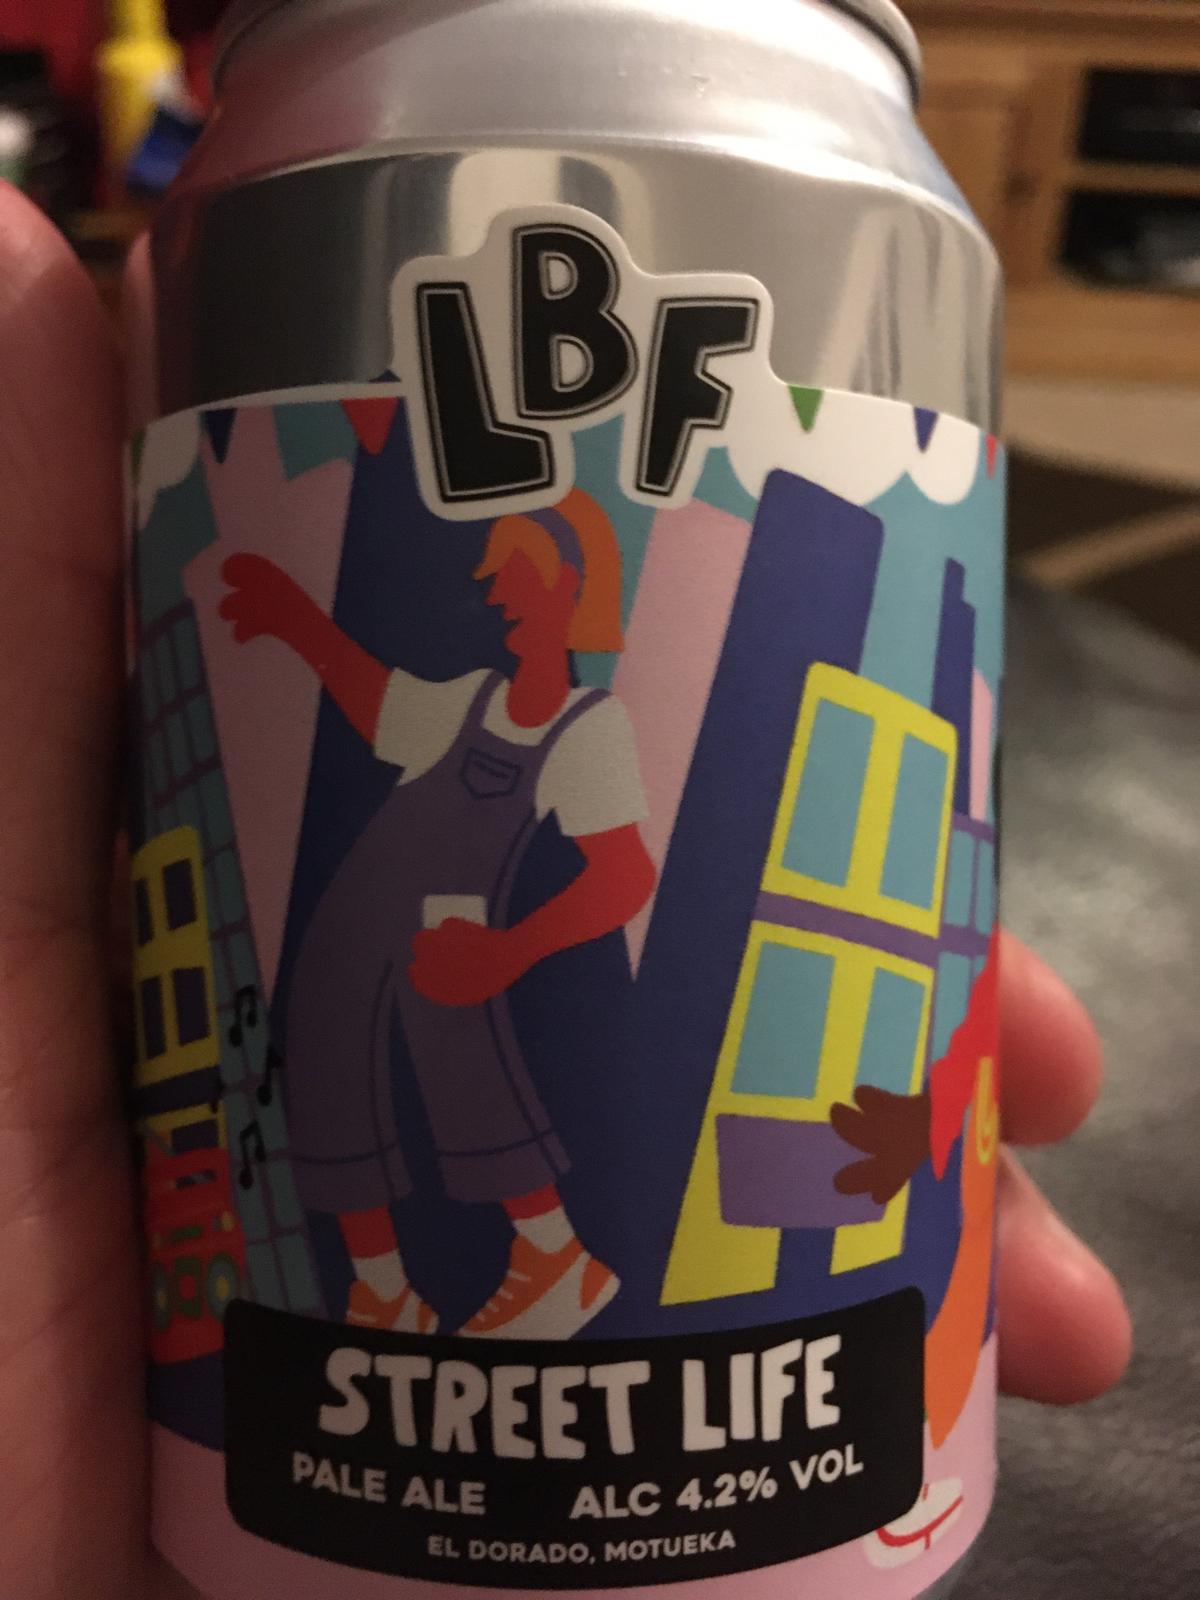 LBF
STREET LIFE
PALE ALE ALC 4.2% VOL
EL DORADO, MOTUEKA